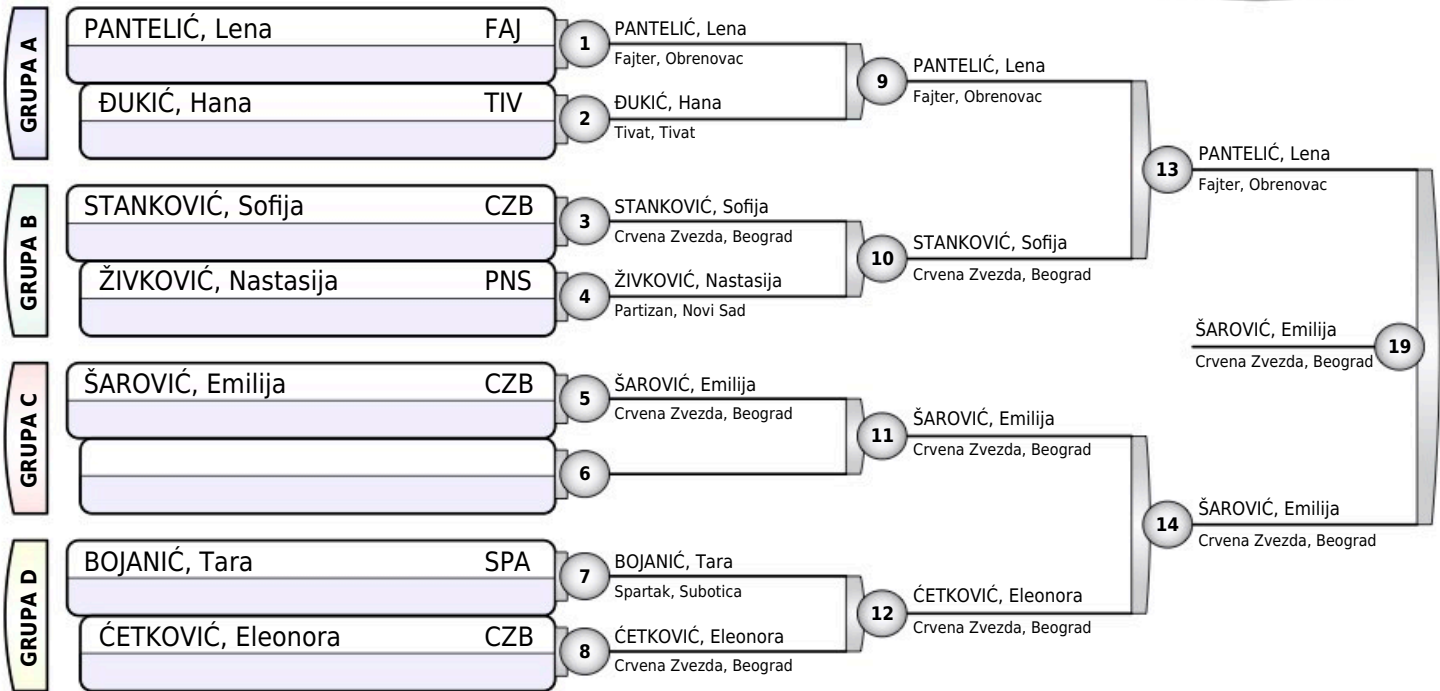 GRUPA A
PANTELIĆ, Lena FAJ
ĐUKIĆ, Hana TIV
GRUPA B
STANKOVIĆ, Sofija CZB
ŽIVKOVIĆ, Nastasija PNS
GRUPA C
ŠAROVIĆ, Emilija CZB
GRUPA D
BOJANIĆ, Tara SPA
ĆETKOVIĆ, Eleonora CZB
1
PANTELIĆ, Lena
Fajter, Obrenovac
2
ĐUKIĆ, Hana
Tivat, Tivat
3
STANKOVIĆ, Sofija
Crvena Zvezda, Beograd
4
ŽIVKOVIĆ, Nastasija
Partizan, Novi Sad
5
ŠAROVIĆ, Emilija
Crvena Zvezda, Beograd
6
7
BOJANIĆ, Tara
Spartak, Subotica
8
ĆETKOVIĆ, Eleonora
Crvena Zvezda, Beograd
9
PANTELIĆ, Lena
Fajter, Obrenovac
10
STANKOVIĆ, Sofija
Crvena Zvezda, Beograd
11
ŠAROVIĆ, Emilija
Crvena Zvezda, Beograd
12
ĆETKOVIĆ, Eleonora
Crvena Zvezda, Beograd
13
PANTELIĆ, Lena
Fajter, Obrenovac
14
ŠAROVIĆ, Emilija
Crvena Zvezda, Beograd
ŠAROVIĆ, Emilija
Crvena Zvezda, Beograd
19